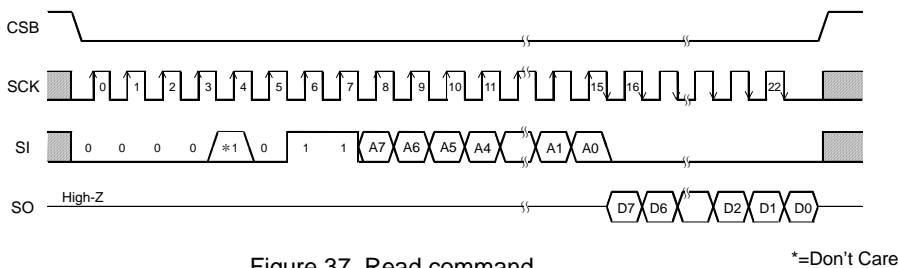 CSB
SCK 0 1 2 3 4 5 6 7 8 9 10 11 15 16 22
SI 0 0 0 0 *1 0 1 1 A7 A6 A5 A4 A1 A0
SO High-Z D7 D6 D2 D1 D0
Figure 37. Read command
*=Don't Care